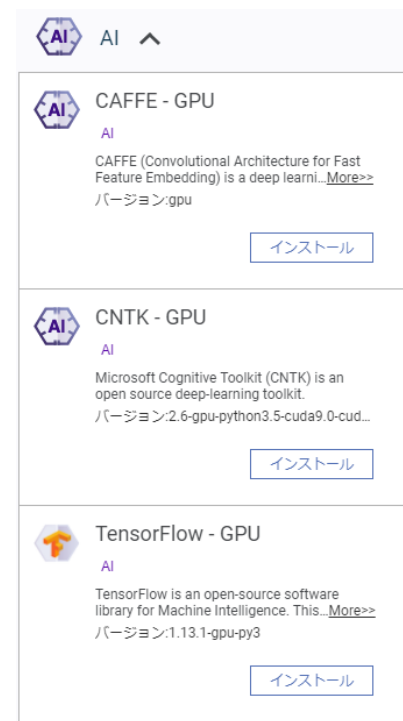 AI
AI
AI
CAFFE - GPU
AI
CAFFE (Convolutional Architecture for Fast
Feature Embedding) is a deep learni...More>>
バージョン:gpu
インストール
AI
CNTK - GPU
AI
Microsoft Cognitive Toolkit (CNTK) is an
open source deep-learning toolkit.
バージョン:2.6-gpu-python3.5-cuda9.0-cud...
インストール
TensorFlow - GPU
AI
TensorFlow is an open-source software
library for Machine Intelligence. This...More>>
バージョン:1.13.1-gpu-py3
インストール